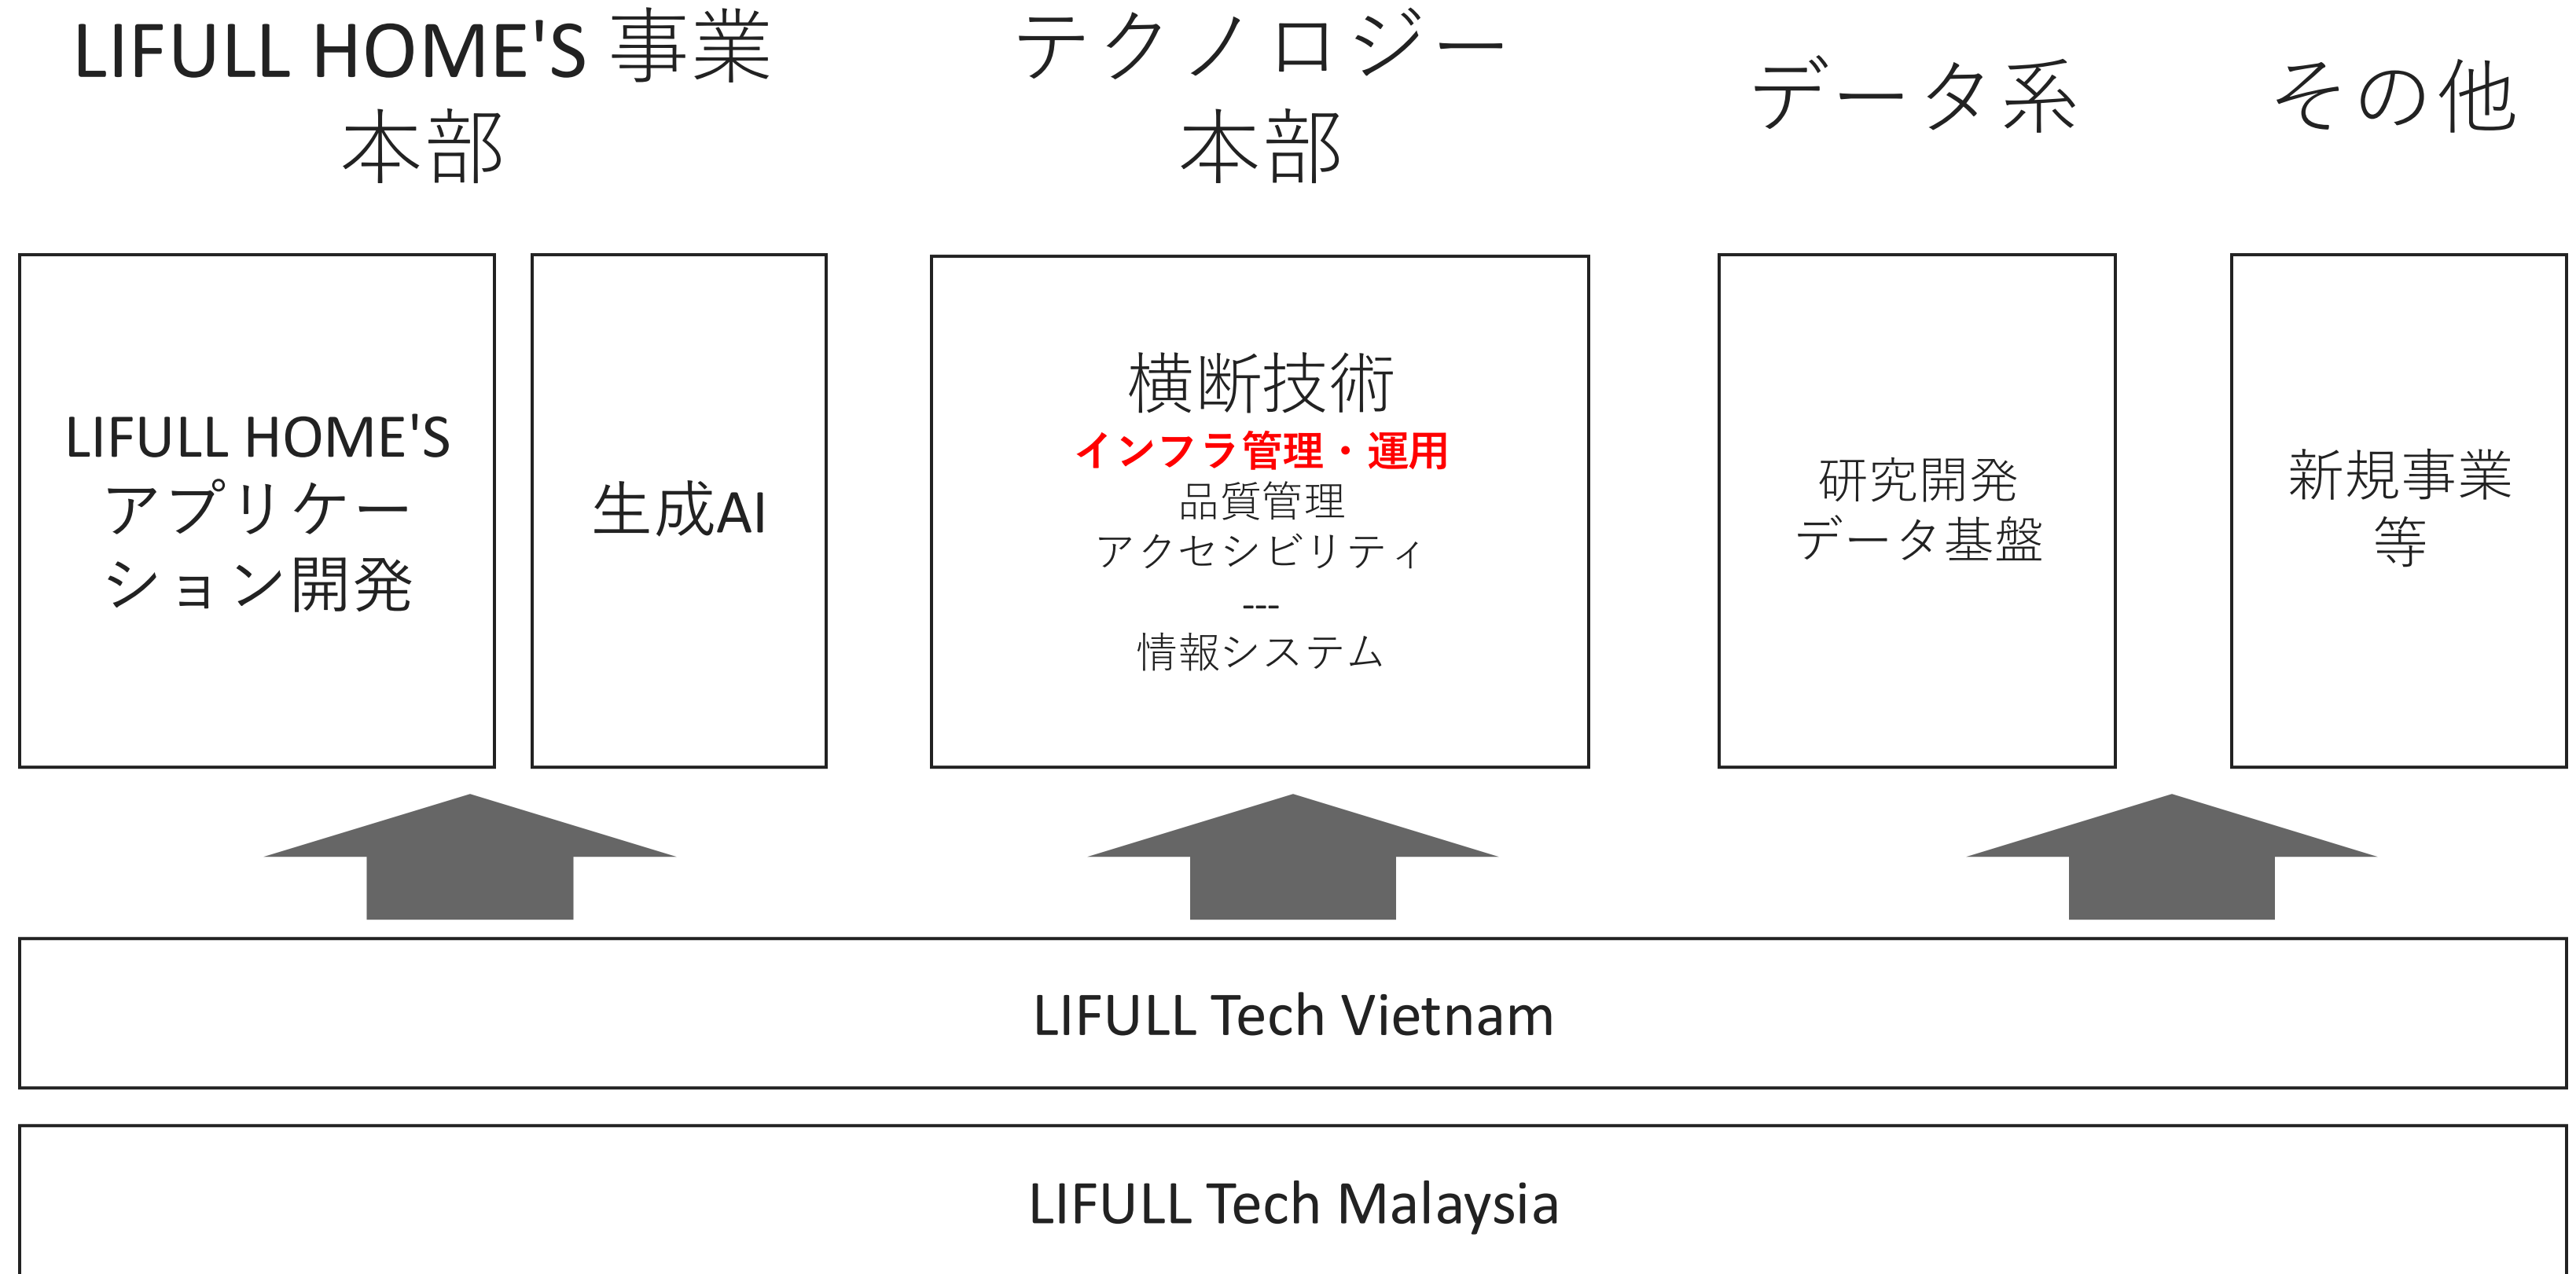 LIFULL HOME'S 事業
本部
テクノロジー
本部
データ系
その他
LIFULL HOME'S
アプリケー
ション開発
生成AI
横断技術
インフラ管理・運用
品質管理
アクセシビリティ
---
情報システム
研究開発
データ基盤
新規事業
等
LIFULL Tech Vietnam
LIFULL Tech Malaysia